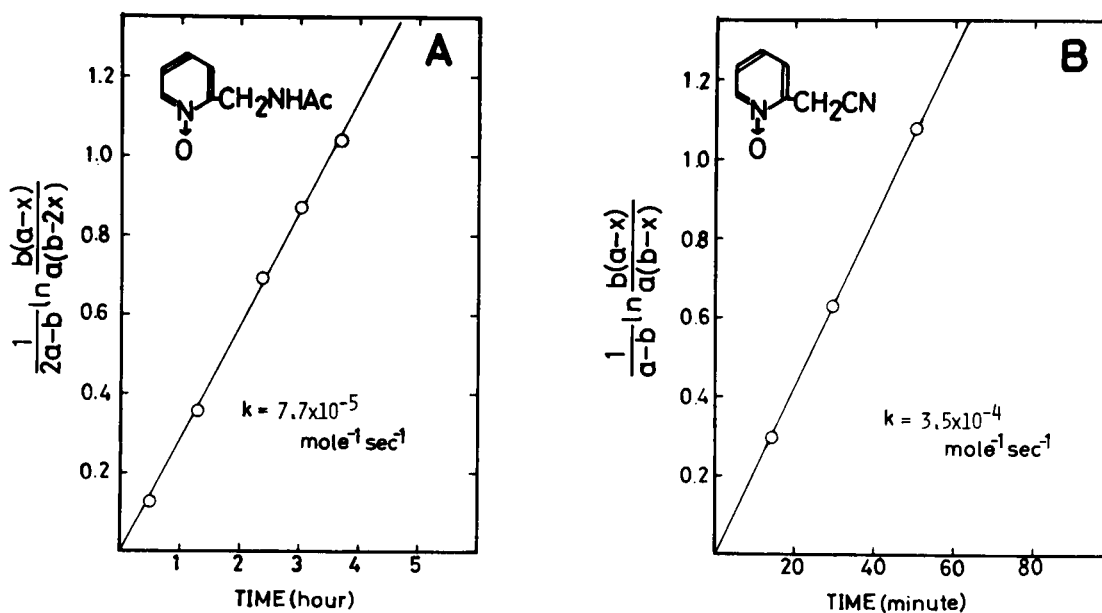 A
N
O
CH2NHAc
1.2
1.0
0.8
0.6
0.4
0.2
1/(2a-b) ln b(a-x)/a(b-2x)
k = 7.7x10⁻⁵
mole⁻¹ sec⁻¹
1 2 3 4 5
TIME (hour)
B
N
O
CH2CN
1.2
1.0
0.8
0.6
0.4
0.2
1/(a-b) ln b(a-x)/a(b-x)
k = 3.5x10⁻⁴
mole⁻¹ sec⁻¹
20 40 60 80
TIME (minute)